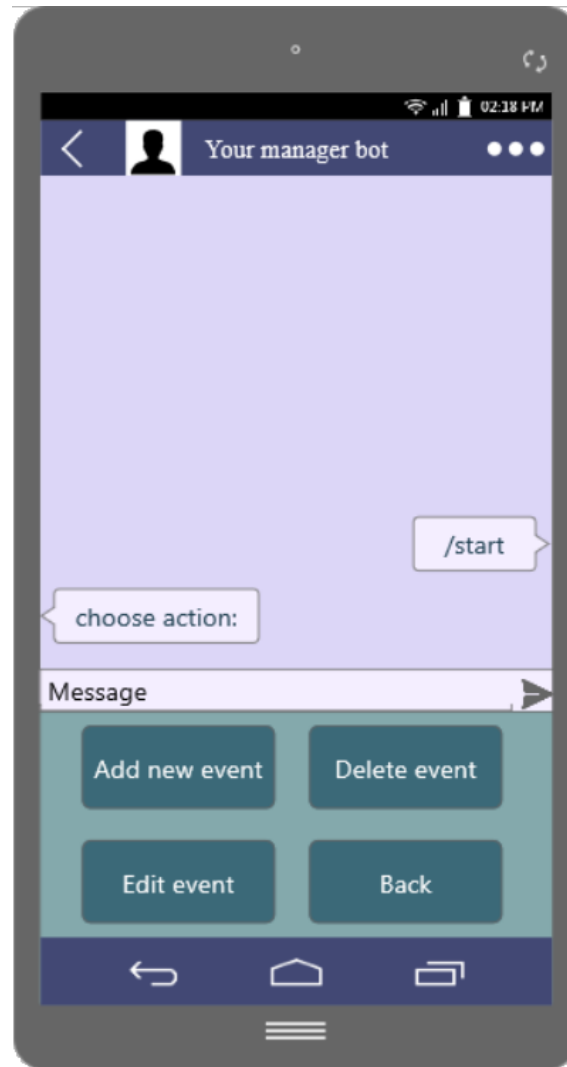 02:18 PM
Your manager bot
/start
choose action:
Message
Add new event
Delete event
Edit event
Back